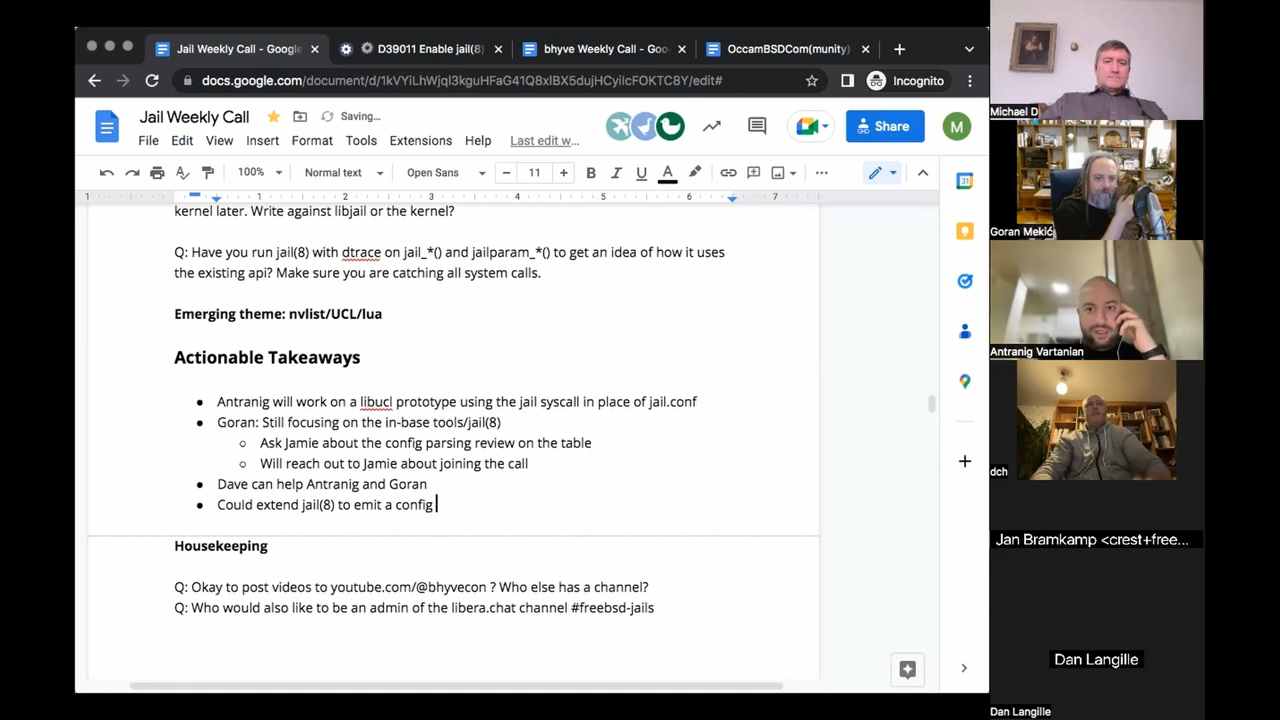 Jail Weekly Call - Google
D39011 Enable jail(8)
bhyve Weekly Call - Goo
OccamBSDCom(munity)
docs.google.com/document/d/1kVYiLhWjql3kguHFaG41Q8xIBX5dujHCyilcFOKTC8Y/edit#
Incognito
Jail Weekly Call
Saving...
File Edit View Insert Format Tools Extensions Help Last edit w...
Share
M
100% Normal text Open Sans 11 B I U A
1 1 2 3 4 5 6 7
kernel later. Write against libjail or the kernel?
Q: Have you run jail(8) with dtrace on jail_*() and jailparam_*() to get an idea of how it uses
the existing api? Make sure you are catching all system calls.
Emerging theme: nvlist/UCL/lua
Actionable Takeaways
● Antranig will work on a libucl prototype using the jail syscall in place of jail.conf
● Goran: Still focusing on the in-base tools/jail(8)
○ Ask Jamie about the config parsing review on the table
○ Will reach out to Jamie about joining the call
● Dave can help Antranig and Goran
● Could extend jail(8) to emit a config
Housekeeping
Q: Okay to post videos to youtube.com/@bhyvecon ? Who else has a channel?
Q: Who would also like to be an admin of the libera.chat channel #freebsd-jails
Michael D
Goran Mekić
Antranig Vartanian
dch
Jan Bramkamp <crest+free...
Dan Langille
Dan Langille